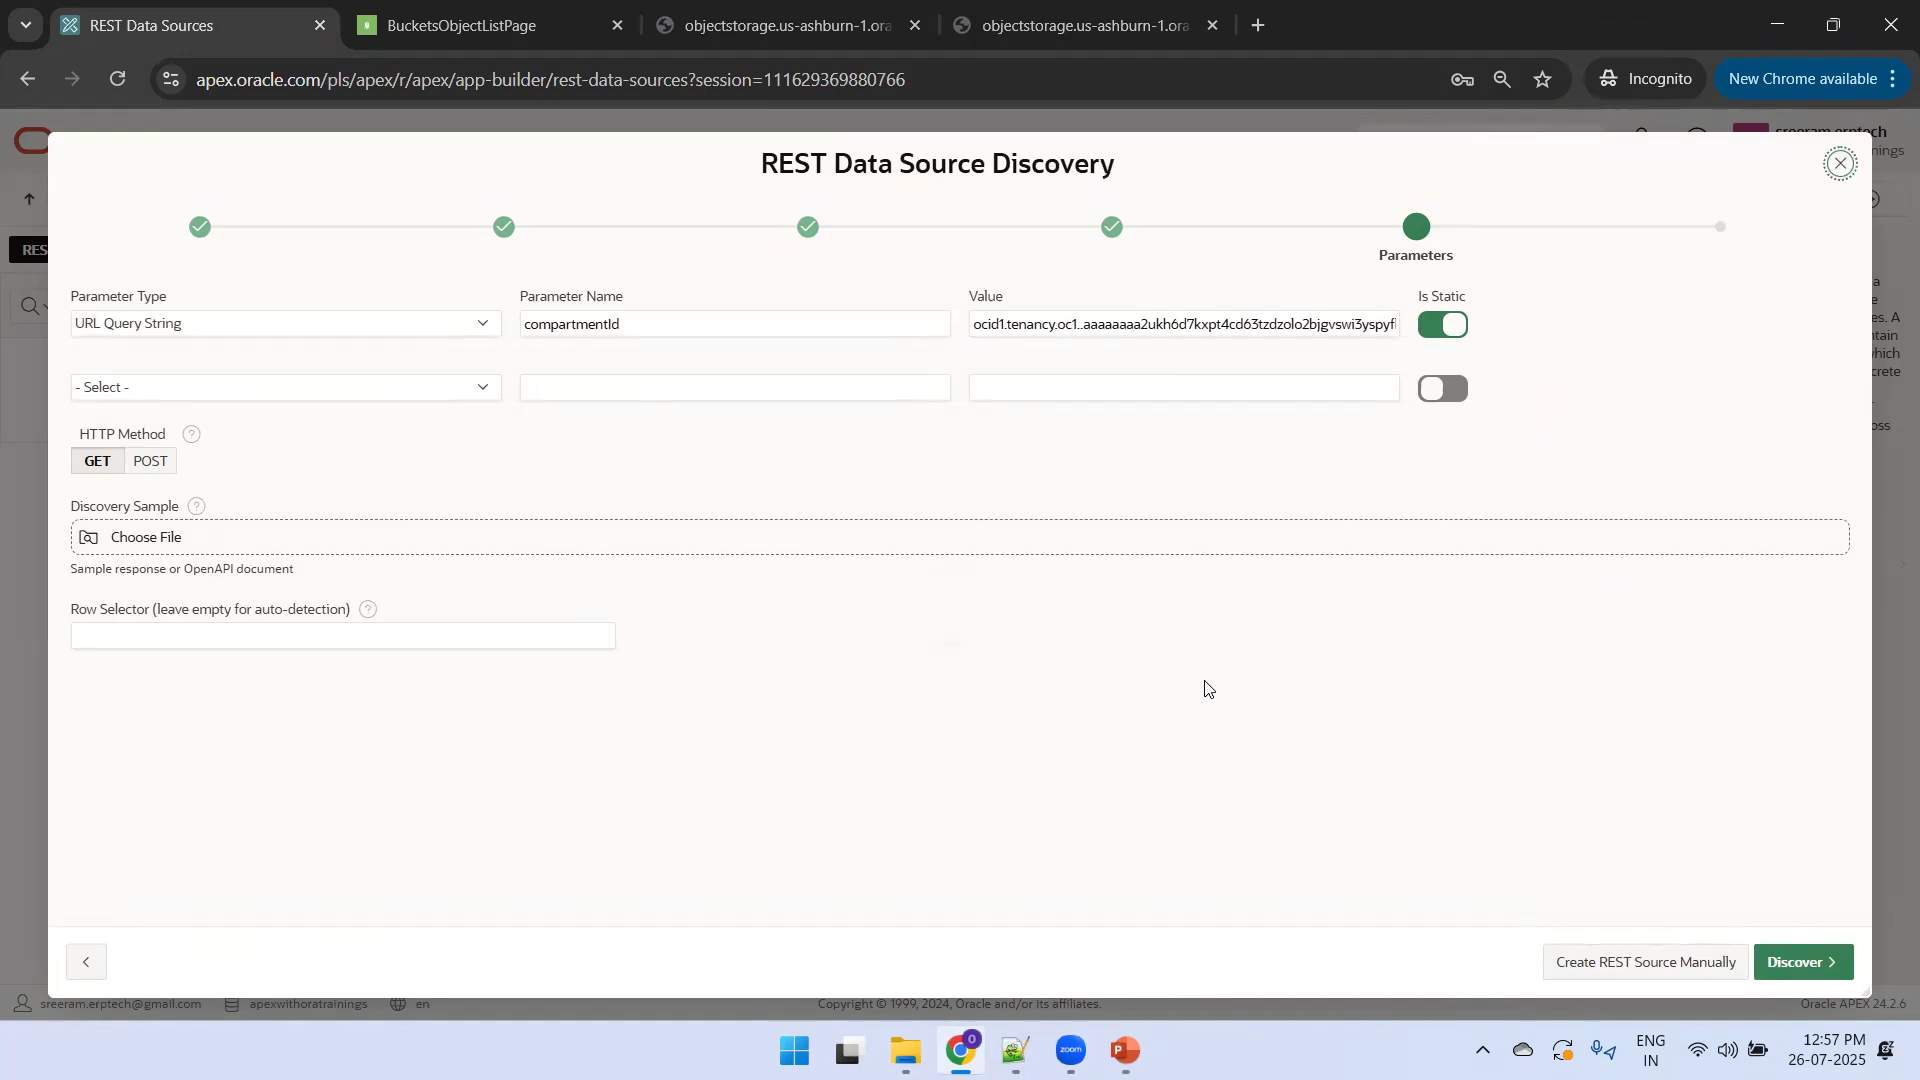 REST Data Sources
BucketsObjectListPage
objectstorage.us-ashburn-1.ora
objectstorage.us-ashburn-1.ora
apex.oracle.com/pls/apex/r/apex/app-builder/rest-data-sources?session=111629369880766
Incognito
New Chrome available
REST Data Source Discovery
Parameters
Parameter Type
Parameter Name
Value
Is Static
URL Query String
compartmentId
ocid1.tenancy.oc1..aaaaaaaa2ukh6d7kxpt4cd63tzdzolo2bjgvswi3yspyfi
- Select -
HTTP Method
GET
POST
Discovery Sample
Choose File
Sample response or OpenAPI document
Row Selector (leave empty for auto-detection)
Create REST Source Manually
Discover
sreeram.erptech@gmail.com
apexwithoratrainings
en
Copyright © 1999, 2024, Oracle and/or its affiliates.
Oracle APEX 24.2.6
0
zoom
P
ENG
IN
12:57 PM
26-07-2025